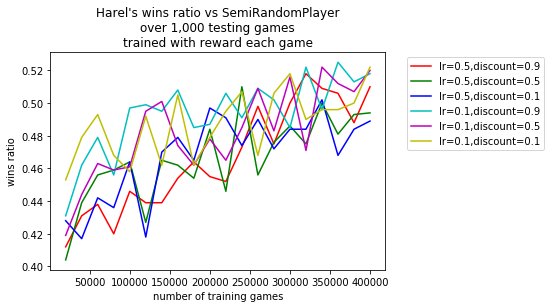 Harel's wins ratio vs SemiRandomPlayer
over 1,000 testing games
trained with reward each game
wins ratio
0.52
0.50
0.48
0.46
0.44
0.42
0.40
50000 100000 150000 200000 250000 300000 350000 400000
number of training games
lr=0.5,discount=0.9
lr=0.5,discount=0.5
lr=0.5,discount=0.1
lr=0.1,discount=0.9
lr=0.1,discount=0.5
lr=0.1,discount=0.1